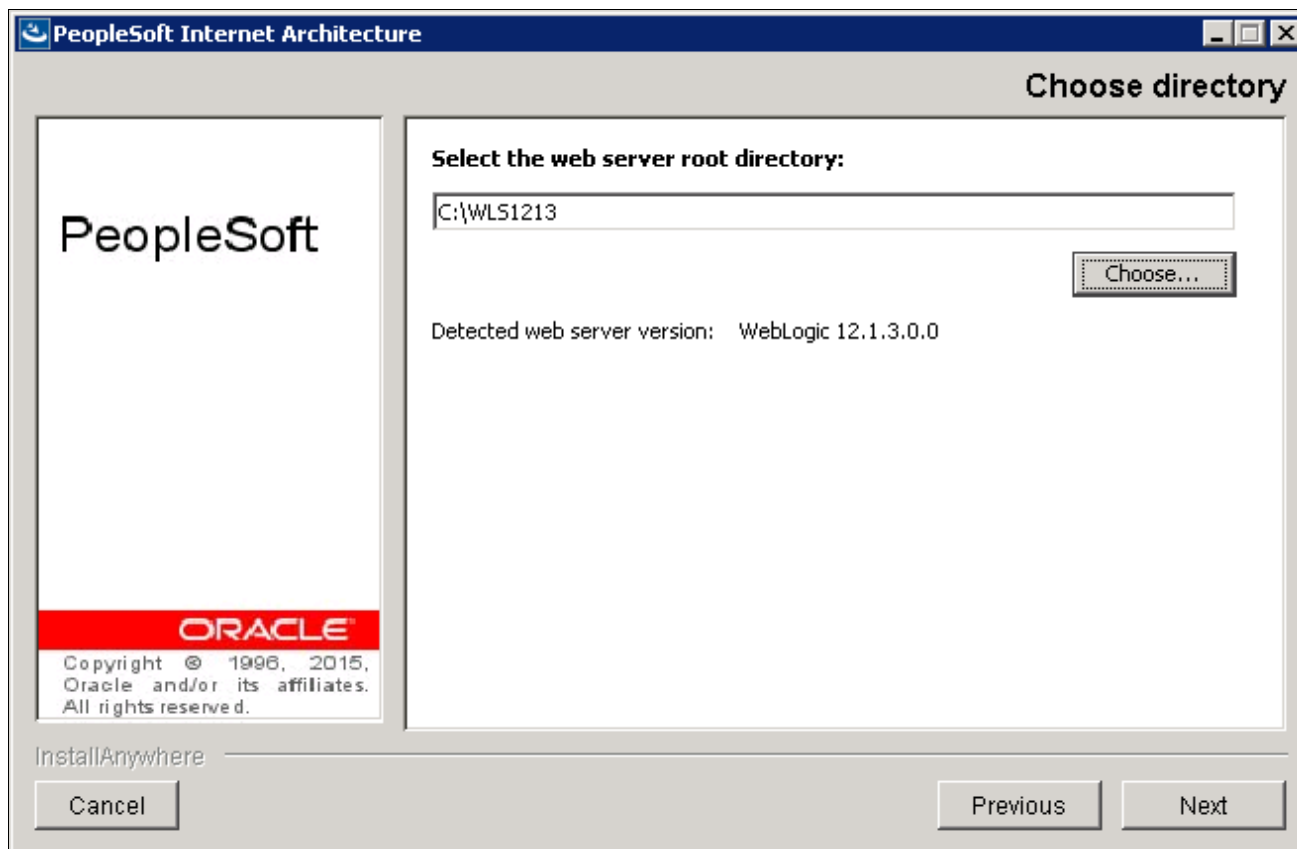 PeopleSoft Internet Architecture
Choose directory
PeopleSoft
ORACLE
Copyright © 1996, 2015,
Oracle and/or its affiliates.
All rights reserved.
Select the web server root directory:
C:\WLS1213
Choose...
Detected web server version: WebLogic 12.1.3.0.0
InstallAnywhere
Cancel
Previous
Next